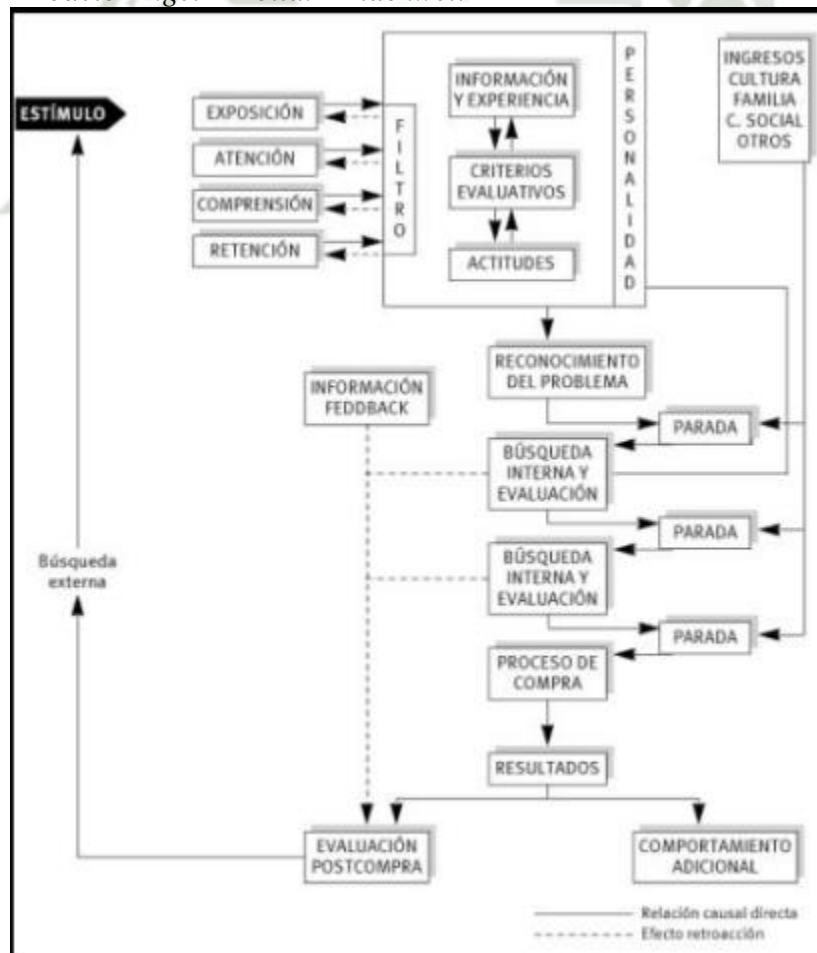 ESTÍMULO
EXPOSICIÓN
ATENCIÓN
COMPRENSIÓN
RETENCIÓN
FILTRO
INFORMACIÓN
Y EXPERIENCIA
CRITERIOS
EVALUATIVOS
ACTITUDES
PERSONALIDAD
INGRESOS
CULTURA
FAMILIA
C. SOCIAL
OTROS
RECONOCIMIENTO
DEL PROBLEMA
INFORMACIÓN
FEDDBACK
PARADA
BÚSQUEDA
INTERNA Y
EVALUACIÓN
PARADA
BÚSQUEDA
INTERNA Y
EVALUACIÓN
Búsqueda
externa
PARADA
PROCESO DE
COMPRA
RESULTADOS
EVALUACIÓN
POSTCOMPRA
COMPORTAMIENTO
ADICIONAL
Relación causal directa
Efecto retroacción